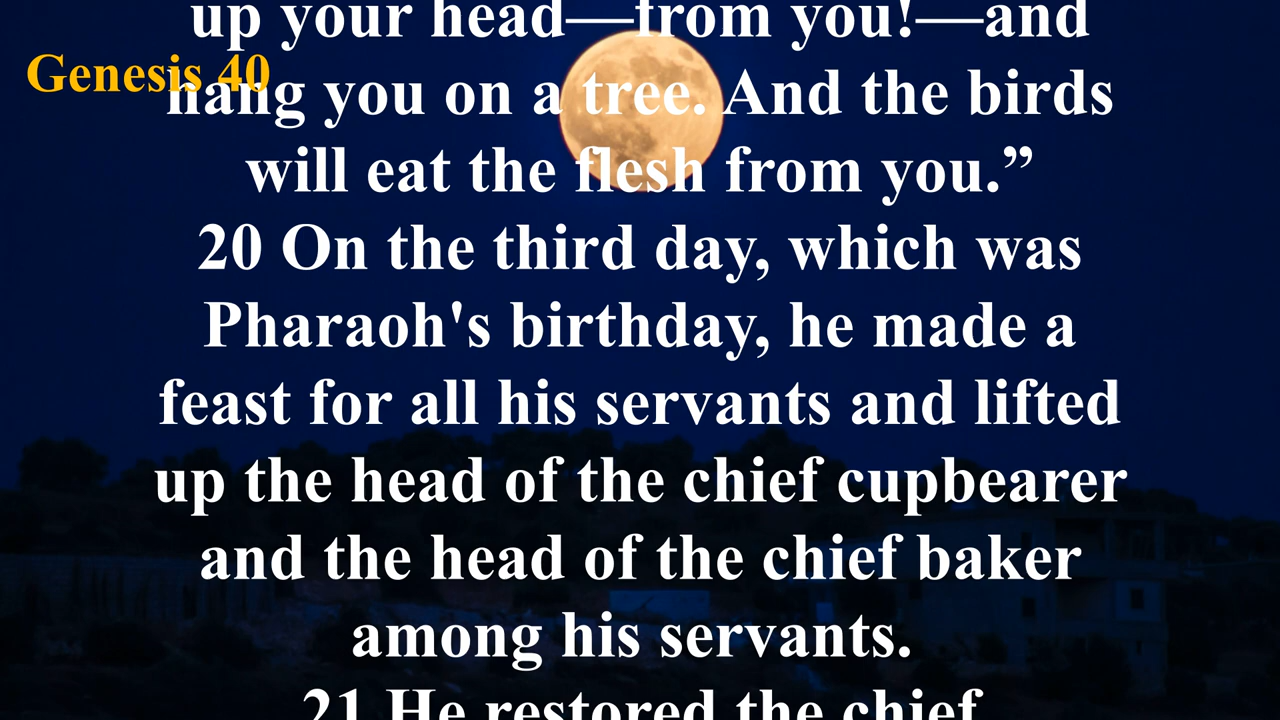 up your head—from you!—and
Genesis 40
hang you on a tree. And the birds
will eat the flesh from you.”
20 On the third day, which was
Pharaoh's birthday, he made a
feast for all his servants and lifted
up the head of the chief cupbearer
and the head of the chief baker
among his servants.
21 He restored the chief